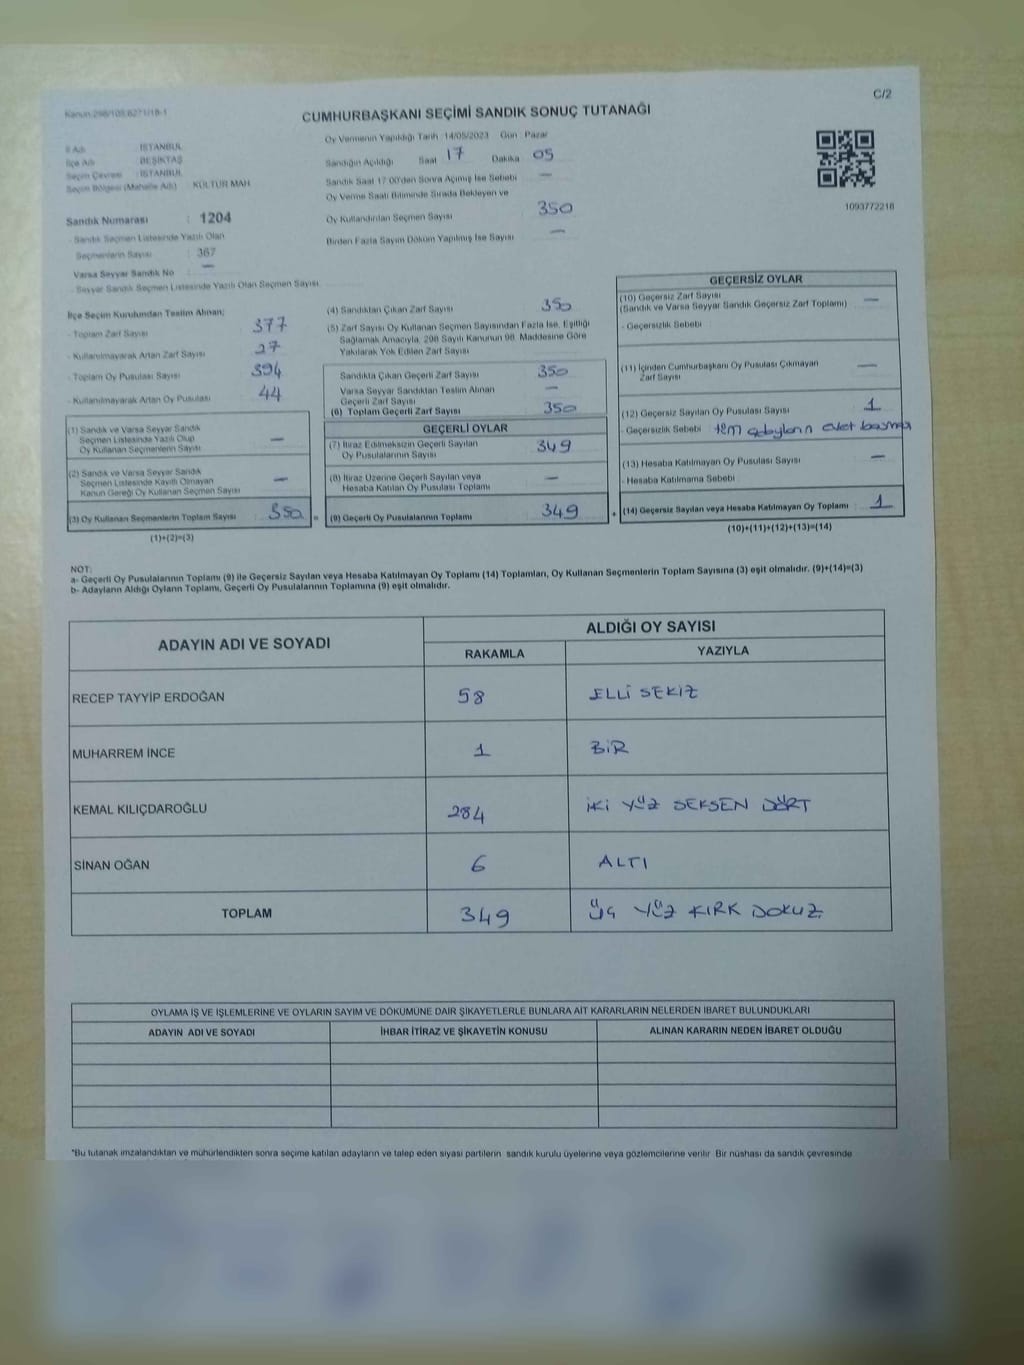 Kanun 298/105,6271/18-1
C/2
CUMHURBAŞKANI SEÇİMİ SANDIK SONUÇ TUTANAĞI
Oy Vermenin Yapıldığı Tarih 14/05/2023 Gün Pazar
İl Adı : İSTANBUL
İlçe Adı : BEŞİKTAŞ
Seçim Çevresi : İSTANBUL
Seçim Bölgesi (Mahalle Adı) : KÜLTÜR MAH
Sandığın Açıldığı Saat 17 Dakika 05
Sandık Saat 17:00'den Sonra Açılmış İse Sebebi —
Oy Verme Saati Bitiminde Sırada Bekleyen ve
Oy Kullandırılan Seçmen Sayısı 350
Birden Fazla Sayım Döküm Yapılmış İse Sayısı —
1093772218
Sandık Numarası : 1204
- Sandık Seçmen Listesinde Yazılı Olan
Seçmenlerin Sayısı : 367
Varsa Seyyar Sandık No : —
- Seyyar Sandık Seçmen Listesinde Yazılı Olan Seçmen Sayısı
İlçe Seçim Kurulundan Teslim Alınan;
- Toplam Zarf Sayısı 377
- Kullanılmayarak Artan Zarf Sayısı 27
- Toplam Oy Pusulası Sayısı 394
- Kullanılmayarak Artan Oy Pusulası 44
(1) Sandık ve Varsa Seyyar Sandık
Seçmen Listesinde Yazılı Olup
Oy Kullanan Seçmenlerin Sayısı —
(2) Sandık ve Varsa Seyyar Sandık
Seçmen Listesinde Kayıtlı Olmayan
Kanun Gereği Oy Kullanan Seçmen Sayısı —
(3) Oy Kullanan Seçmenlerin Toplam Sayısı : 350 =
(1)+(2)=(3)
(4) Sandıktan Çıkan Zarf Sayısı 350
(5) Zarf Sayısı Oy Kullanan Seçmen Sayısından Fazla İse, Eşitliği
Sağlamak Amacıyla, 298 Sayılı Kanunun 98. Maddesine Göre
Yakılarak Yok Edilen Zarf Sayısı
Sandıkta Çıkan Geçerli Zarf Sayısı 350
Varsa Seyyar Sandıktan Teslim Alınan
Geçerli Zarf Sayısı —
(6) Toplam Geçerli Zarf Sayısı 350
GEÇERLİ OYLAR
(7) İtiraz Edilmeksizin Geçerli Sayılan
Oy Pusulalarının Sayısı 349
(8) İtiraz Üzerine Geçerli Sayılan veya
Hesaba Katılan Oy Pusulası Toplamı —
(9) Geçerli Oy Pusulalarının Toplamı 349 +
GEÇERSİZ OYLAR
(10) Geçersiz Zarf Sayısı
(Sandık ve Varsa Seyyar Sandık Geçersiz Zarf Toplamı) —
- Geçersizlik Sebebi
(11) İçinden Cumhurbaşkanı Oy Pusulası Çıkmayan
Zarf Sayısı —
(12) Geçersiz Sayılan Oy Pusulası Sayısı 1
- Geçersizlik Sebebi tüm adayların evet basması
(13) Hesaba Katılmayan Oy Pusulası Sayısı —
- Hesaba Katılmama Sebebi
(14) Geçersiz Sayılan veya Hesaba Katılmayan Oy Toplamı : 1
(10)+(11)+(12)+(13)=(14)
NOT:
a- Geçerli Oy Pusulalarının Toplamı (9) ile Geçersiz Sayılan veya Hesaba Katılmayan Oy Toplamı (14) Toplamları, Oy Kullanan Seçmenlerin Toplam Sayısına (3) eşit olmalıdır. (9)+(14)=(3)
b- Adayların Aldığı Oyların Toplamı, Geçerli Oy Pusulalarının Toplamına (9) eşit olmalıdır.
ADAYIN ADI VE SOYADI
ALDIĞI OY SAYISI
RAKAMLA YAZIYLA
RECEP TAYYİP ERDOĞAN 58 ELLİ SEKİZ
MUHARREM İNCE 1 BİR
KEMAL KILIÇDAROĞLU 284 İKİ YÜZ SEKSEN DÖRT
SİNAN OĞAN 6 ALTI
TOPLAM 349 ÜÇ YÜZ KIRK DOKUZ
OYLAMA İŞ VE İŞLEMLERİNE VE OYLARIN SAYIM VE DÖKÜMÜNE DAİR ŞİKAYETLERLE BUNLARA AİT KARARLARIN NELERDEN İBARET BULUNDUKLARI
ADAYIN ADI VE SOYADI İHBAR İTİRAZ VE ŞİKAYETİN KONUSU ALINAN KARARIN NEDEN İBARET OLDUĞU
*Bu tutanak imzalandıktan ve mühürlendikten sonra seçime katılan adayların ve talep eden siyasi partilerin sandık kurulu üyelerine veya gözlemcilerine verilir. Bir nüshası da sandık çevresinde